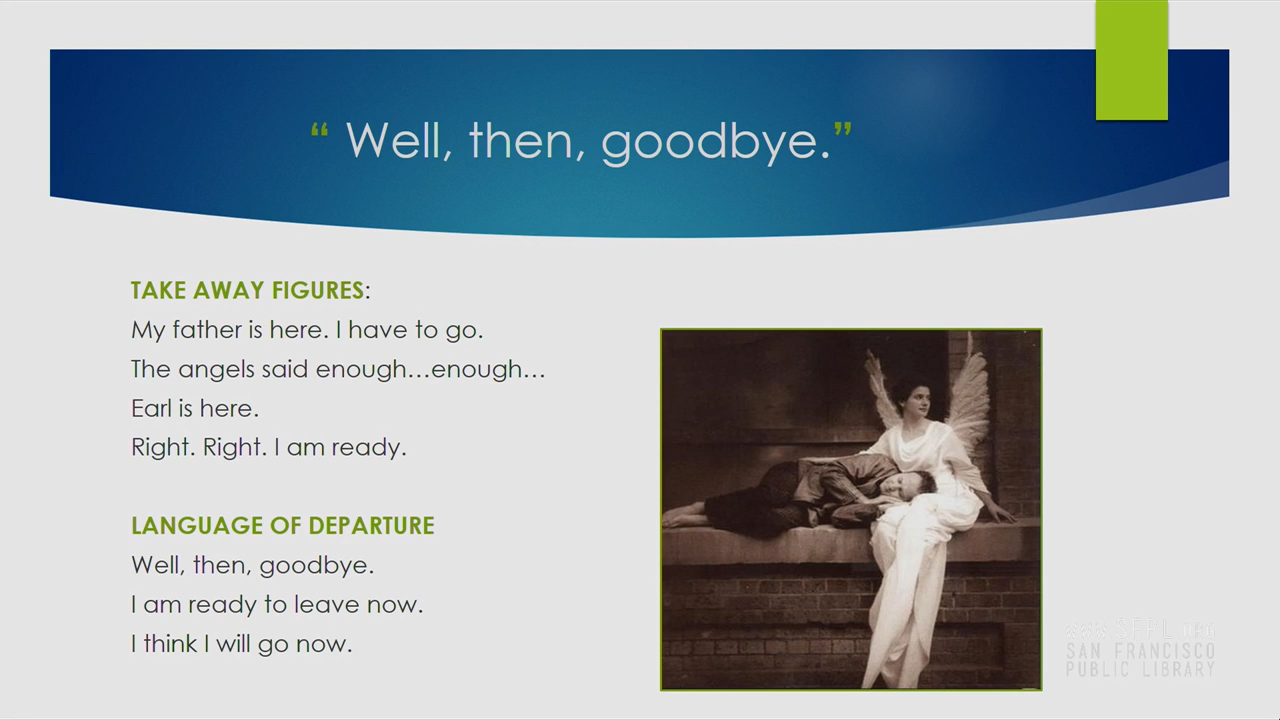 “ Well, then, goodbye.”
TAKE AWAY FIGURES:
My father is here. I have to go.
The angels said enough…enough…
Earl is here.
Right. Right. I am ready.
LANGUAGE OF DEPARTURE
Well, then, goodbye.
I am ready to leave now.
I think I will go now.
SAN FRANCISCO
PUBLIC LIBRARY